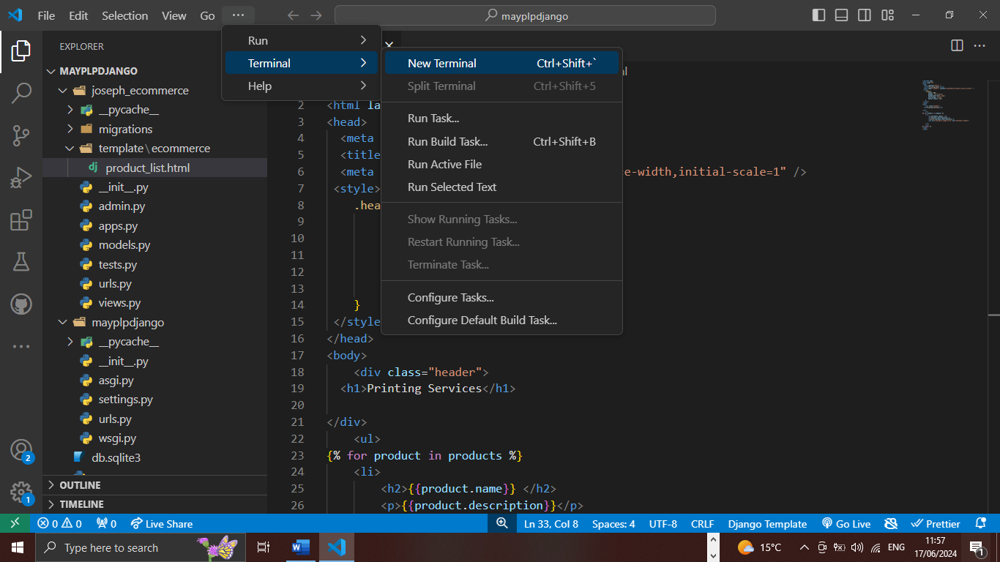 File Edit Selection View Go ··· mayplpdjango
EXPLORER
MAYPLPDJANGO
joseph_ecommerce
__pycache__
migrations
template\ecommerce
product_list.html
__init__.py
admin.py
apps.py
models.py
tests.py
urls.py
views.py
mayplpdjango
__pycache__
__init__.py
asgi.py
settings.py
urls.py
wsgi.py
db.sqlite3
OUTLINE
TIMELINE
2
1
Run
Terminal
Help
New Terminal Ctrl+Shift+`
Split Terminal Ctrl+Shift+5
Run Task...
Run Build Task... Ctrl+Shift+B
Run Active File
Run Selected Text
Show Running Tasks...
Restart Running Task...
Terminate Task...
Configure Tasks...
Configure Default Build Task...
2 <html la
3 <head>
4 <meta
5 <title
6 <meta e-width,initial-scale=1" />
7 <style>
8 .hea
9
10
11
12
13
14 }
15 </style
16 </head>
17 <body>
18 <div class="header">
19 <h1>Printing Services</h1>
20
21 </div>
22 <ul>
23 {% for product in products %}
24 <li>
25 <h2>{{product.name}} </h2>
26 <p>{{product.description}}</p>
0 0 0 Live Share Ln 33, Col 8 Spaces: 4 UTF-8 CRLF Django Template Go Live Prettier
Type here to search 15°C ENG 11:57
17/06/2024 1